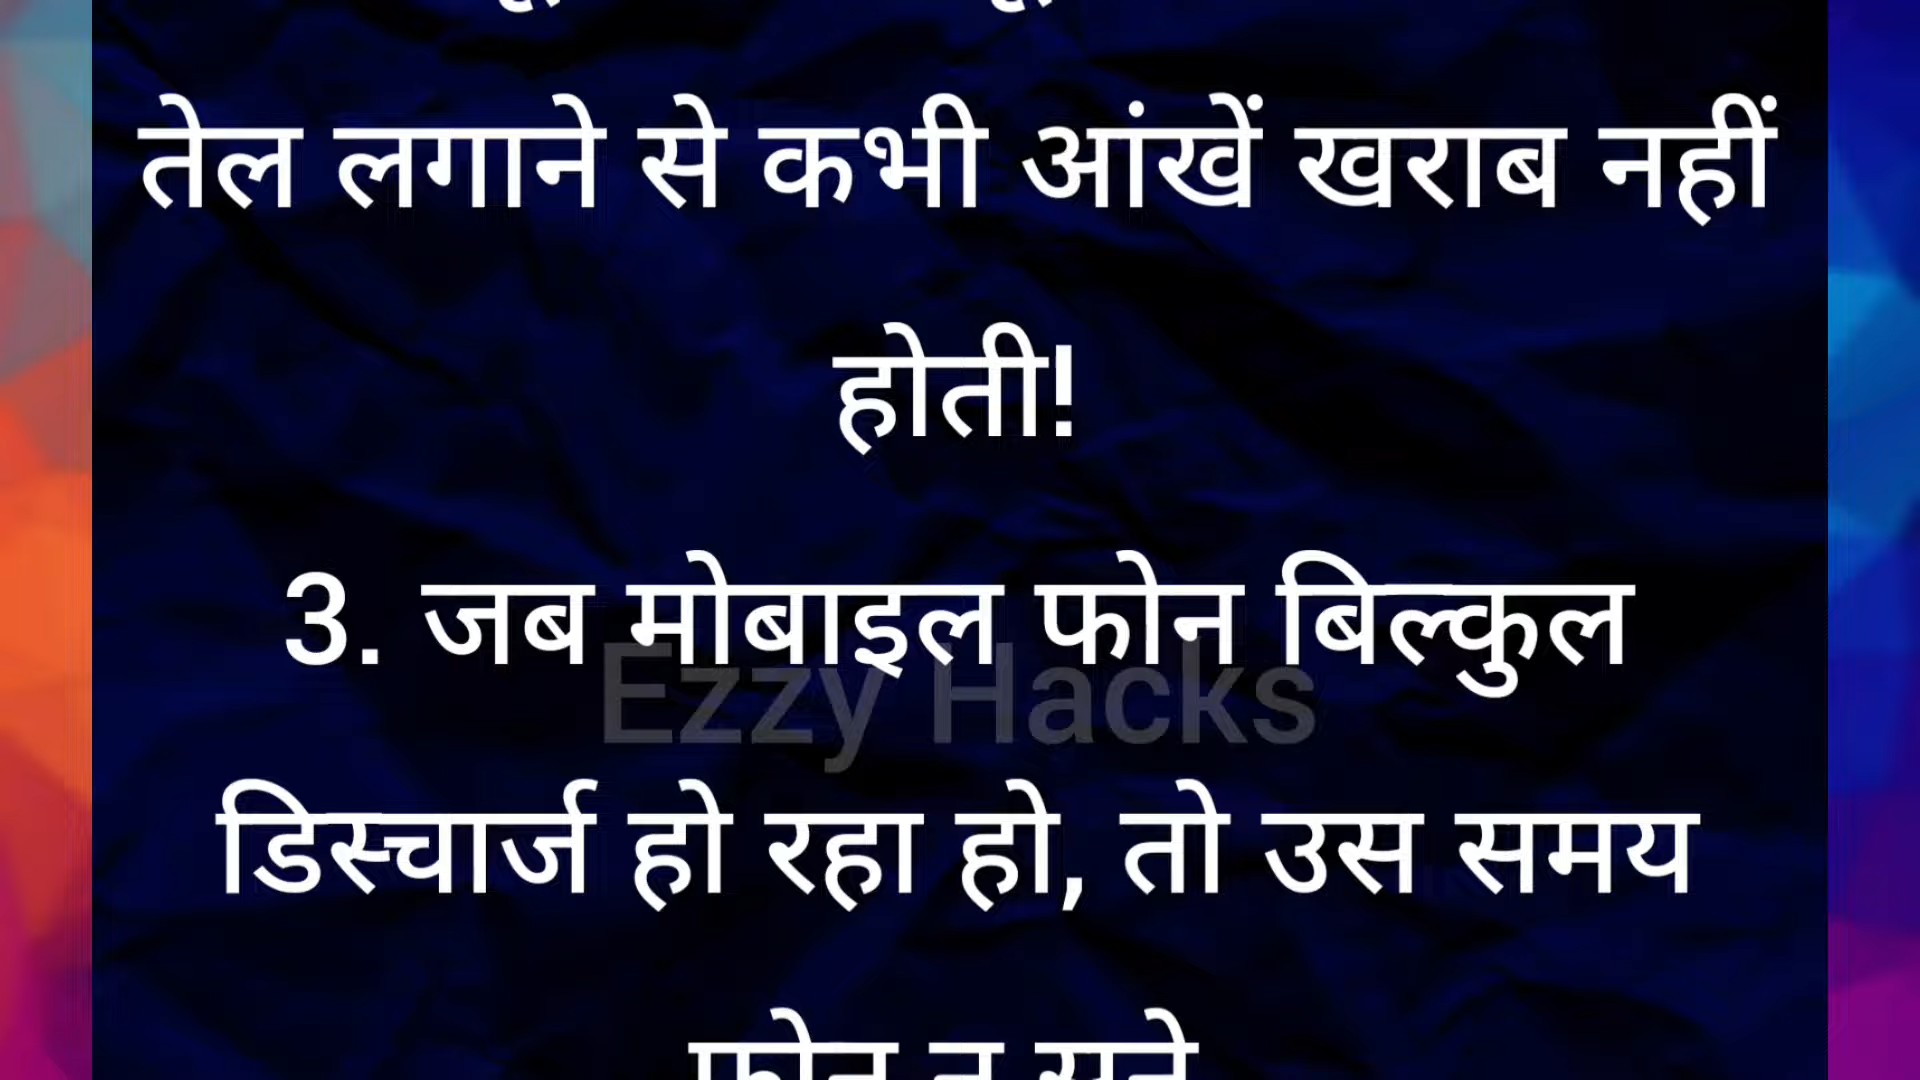 तेल लगाने से कभी आंखें खराब नहीं
होती!
3. जब मोबाइल फोन बिल्कुल
Ezzy Hacks
डिस्चार्ज हो रहा हो, तो उस समय
फोन न